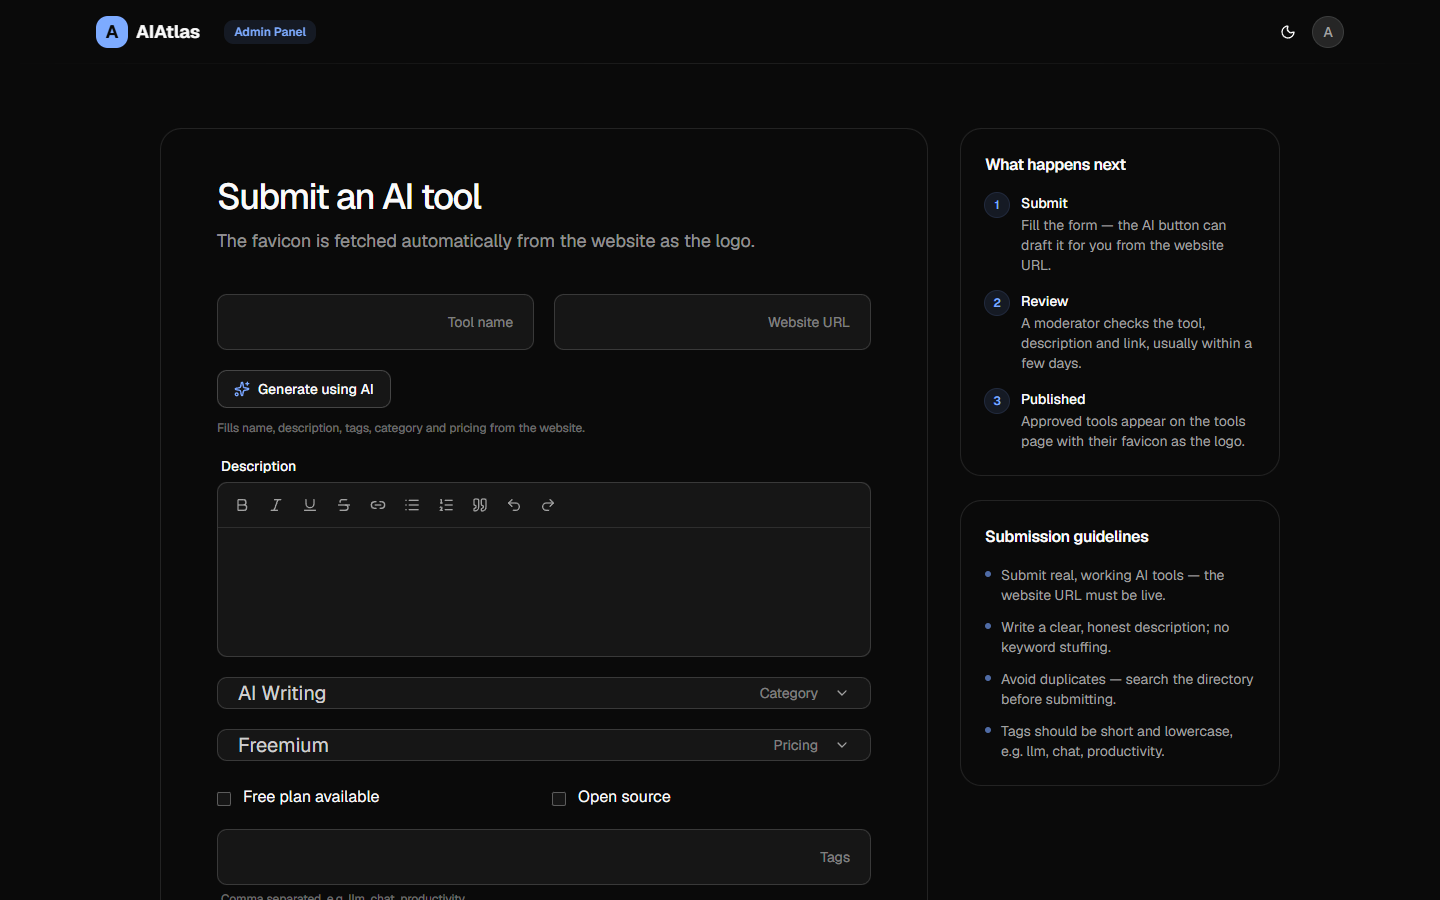 A AIAtlas Admin Panel A
Submit an AI tool
The favicon is fetched automatically from the website as the logo.
Tool name
Website URL
Generate using AI
Fills name, description, tags, category and pricing from the website.
Description
AI Writing Category
Freemium Pricing
Free plan available
Open source
Tags
Comma separated, e.g. llm, chat, productivity
What happens next
1 Submit
Fill the form — the AI button can
draft it for you from the website
URL.
2 Review
A moderator checks the tool,
description and link, usually within a
few days.
3 Published
Approved tools appear on the tools
page with their favicon as the logo.
Submission guidelines
Submit real, working AI tools — the
website URL must be live.
Write a clear, honest description; no
keyword stuffing.
Avoid duplicates — search the directory
before submitting.
Tags should be short and lowercase,
e.g. llm, chat, productivity.